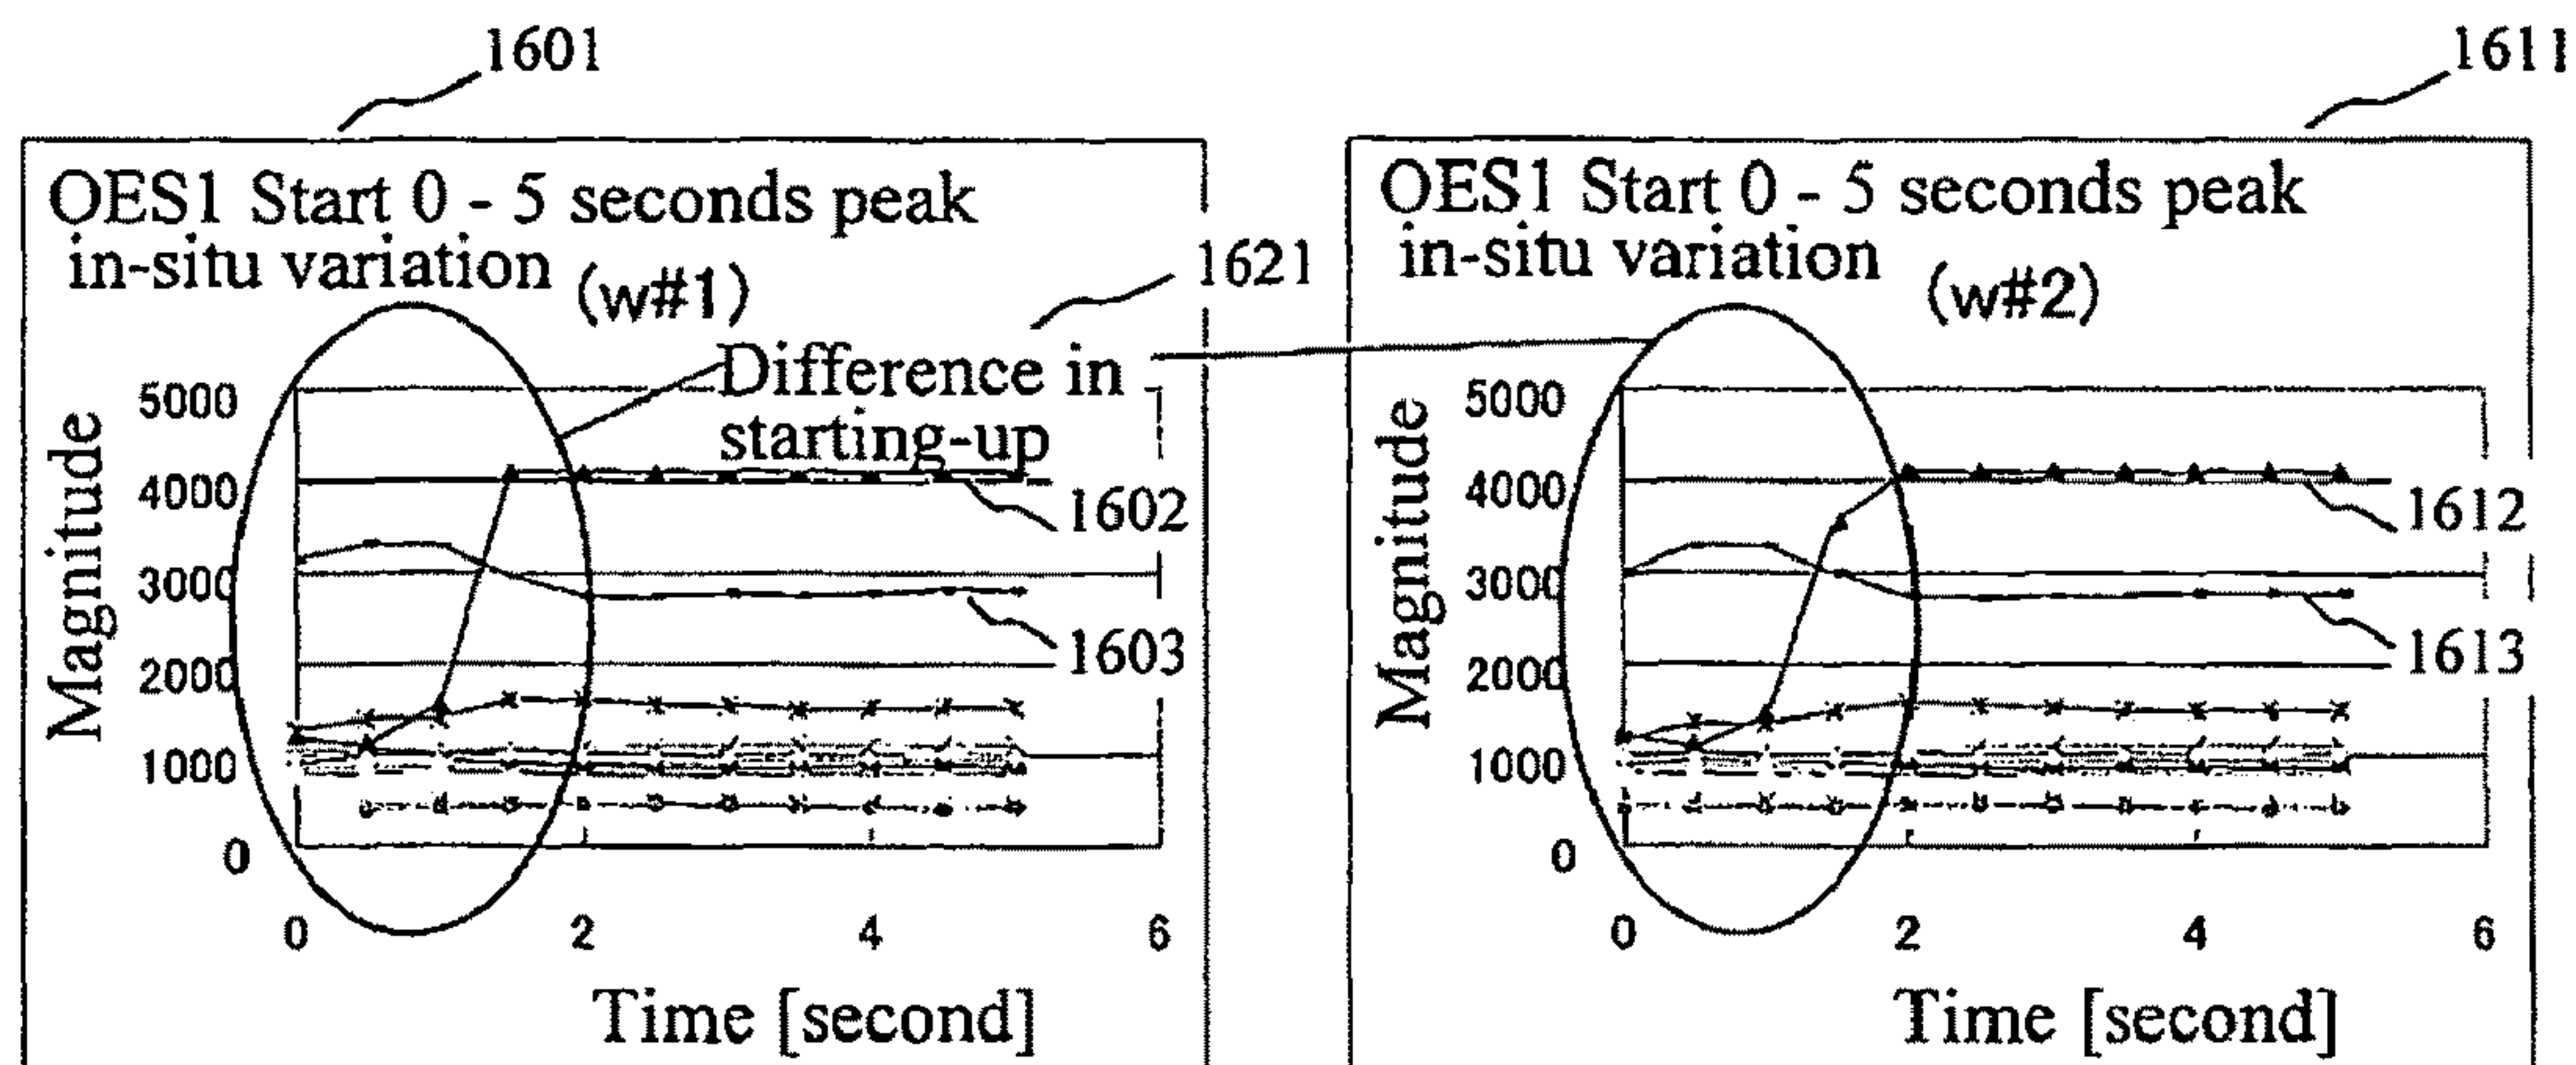 1601
1611
OES1 Start 0 - 5 seconds peak
in-situ variation (w#1)
1621
Difference in
starting-up
5000
4000
3000
2000
1000
0
Magnitude
1602
1603
0 2 4 6
Time [second]
OES1 Start 0 - 5 seconds peak
in-situ variation (w#2)
5000
4000
3000
2000
1000
0
Magnitude
1612
1613
0 2 4 6
Time [second]